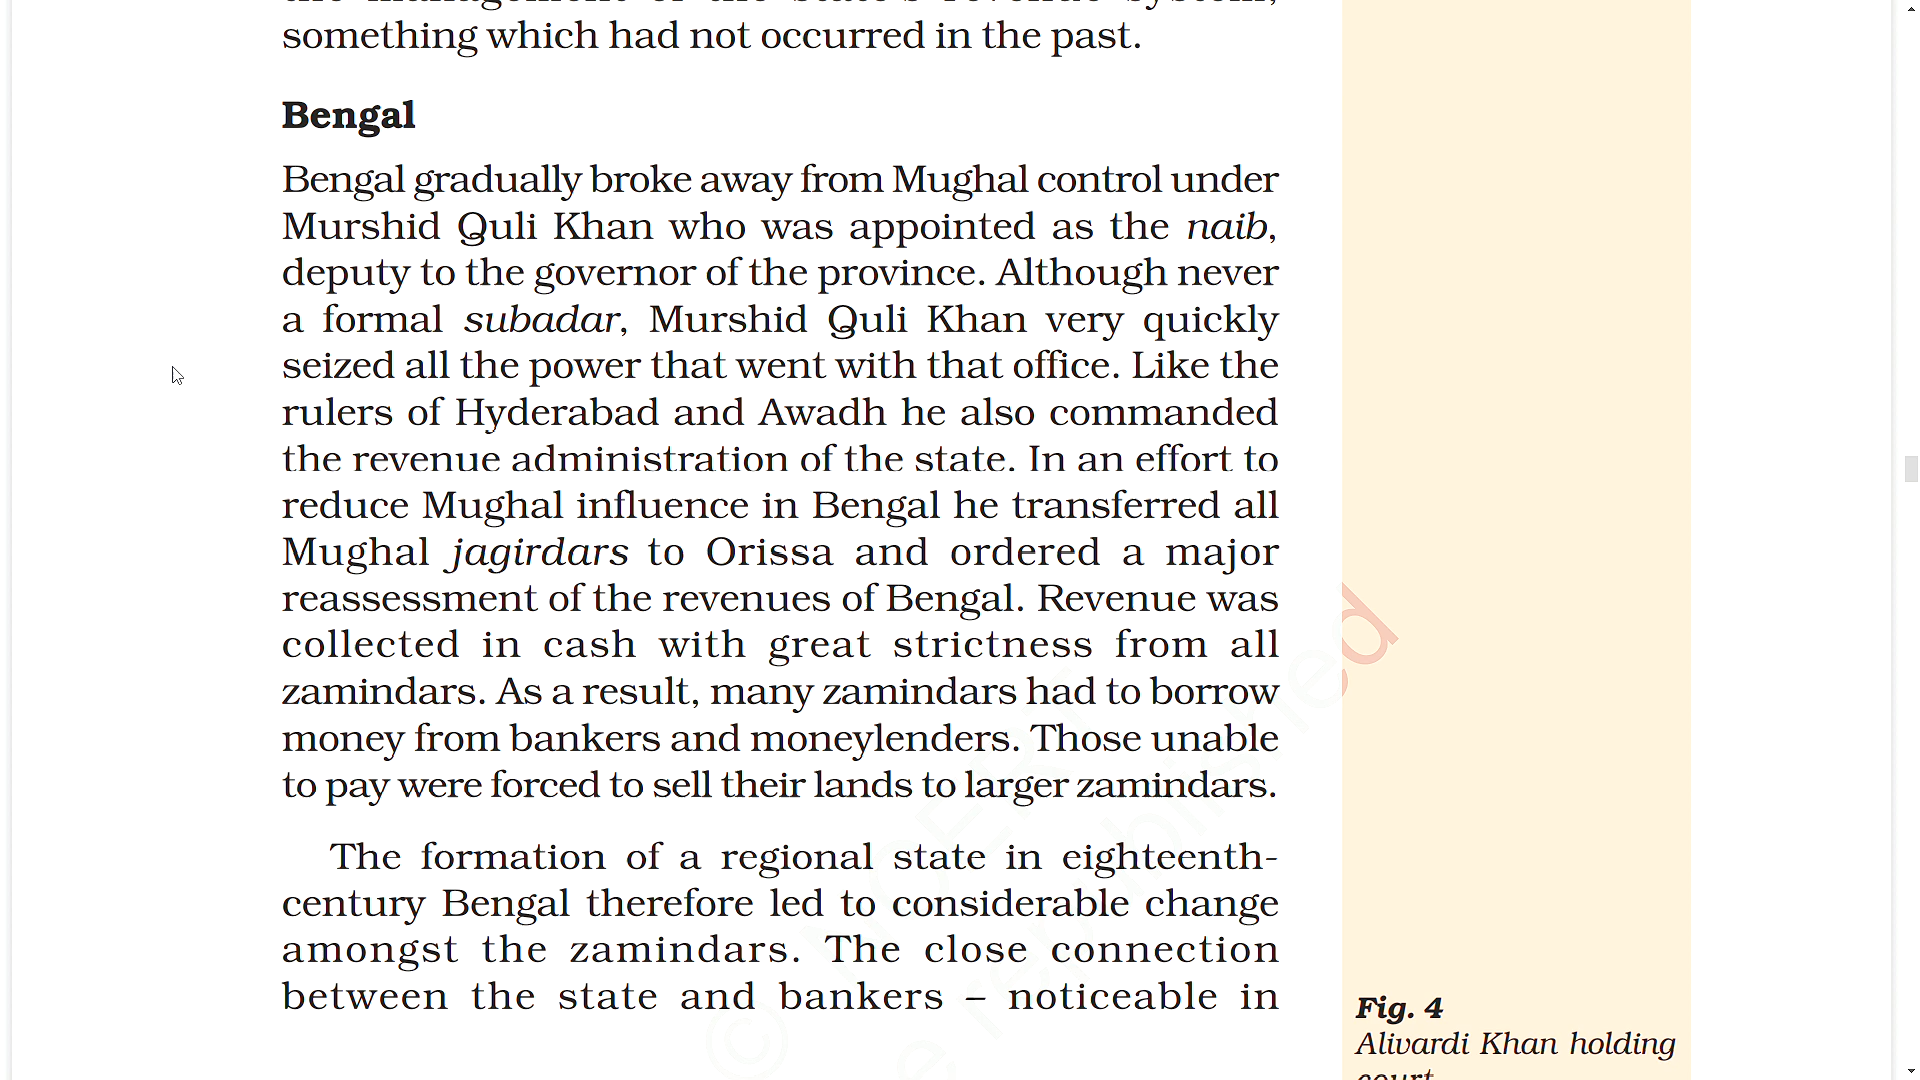 something which had not occurred in the past.
Bengal
Bengal gradually broke away from Mughal control under
Murshid Quli Khan who was appointed as the naib,
deputy to the governor of the province. Although never
a formal subadar, Murshid Quli Khan very quickly
seized all the power that went with that office. Like the
rulers of Hyderabad and Awadh he also commanded
the revenue administration of the state. In an effort to
reduce Mughal influence in Bengal he transferred all
Mughal jagirdars to Orissa and ordered a major
reassessment of the revenues of Bengal. Revenue was
collected in cash with great strictness from all
zamindars. As a result, many zamindars had to borrow
money from bankers and moneylenders. Those unable
to pay were forced to sell their lands to larger zamindars.
The formation of a regional state in eighteenth-
century Bengal therefore led to considerable change
amongst the zamindars. The close connection
between the state and bankers – noticeable in
Fig. 4
Alivardi Khan holding
court